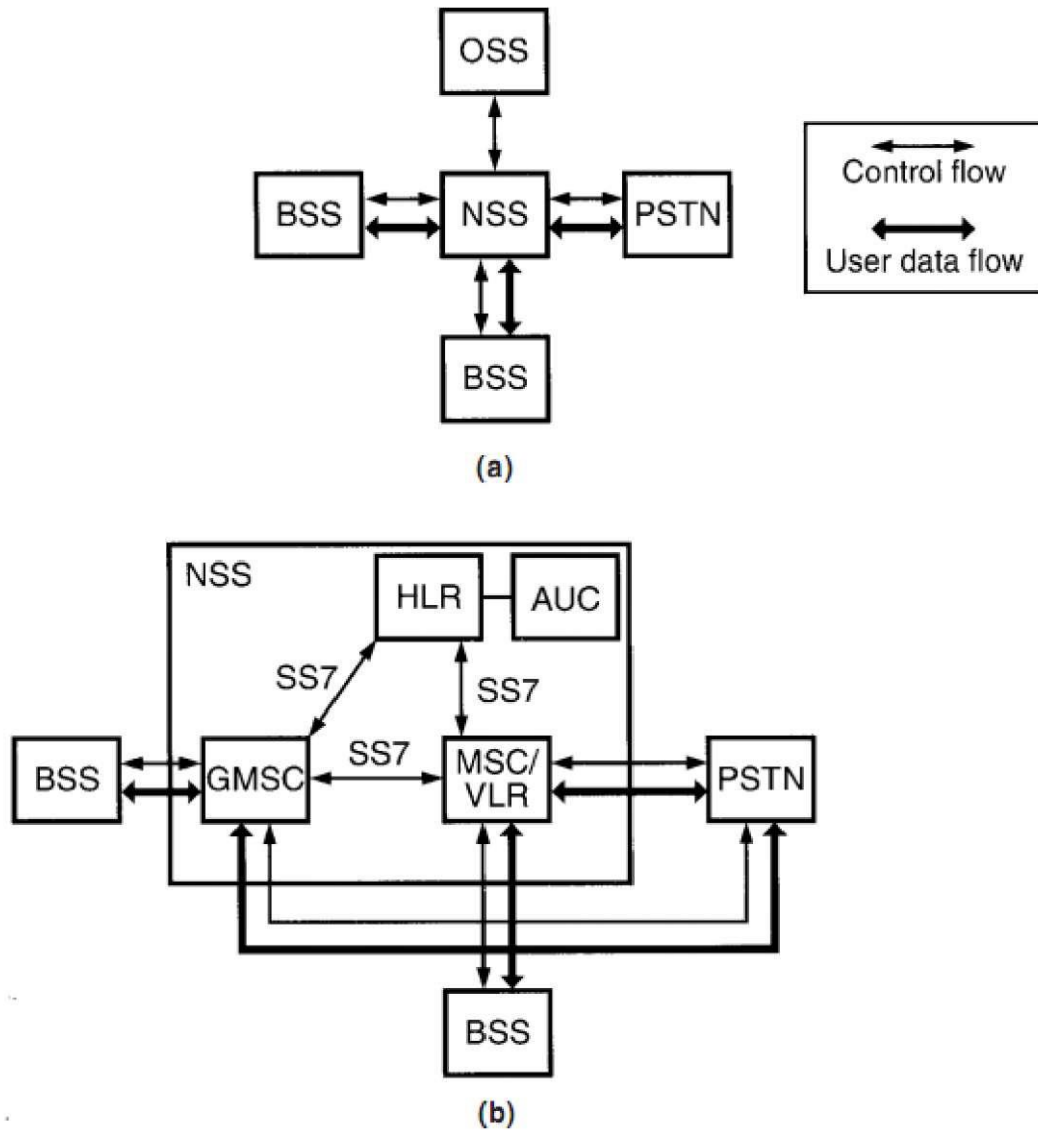 OSS
BSS
NSS
PSTN
Control flow
User data flow
BSS
(a)
NSS
HLR
AUC
SS7
SS7
BSS
GMSC
SS7
MSC/
VLR
PSTN
BSS
(b)